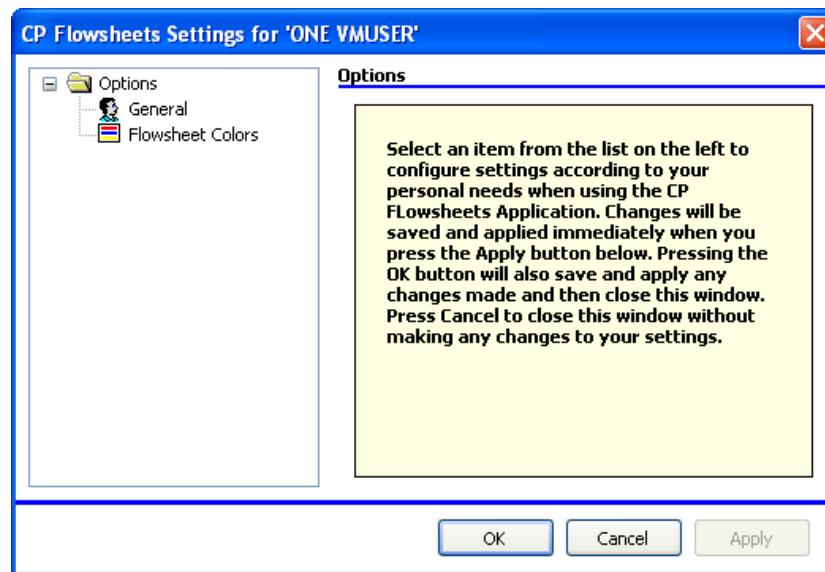 CP Flowsheets Settings for 'ONE VMUSER'
Options
General
Flowsheet Colors
Options
Select an item from the list on the left to
configure settings according to your
personal needs when using the CP
FLowsheets Application. Changes will be
saved and applied immediately when you
press the Apply button below. Pressing the
OK button will also save and apply any
changes made and then close this window.
Press Cancel to close this window without
making any changes to your settings.
OK
Cancel
Apply